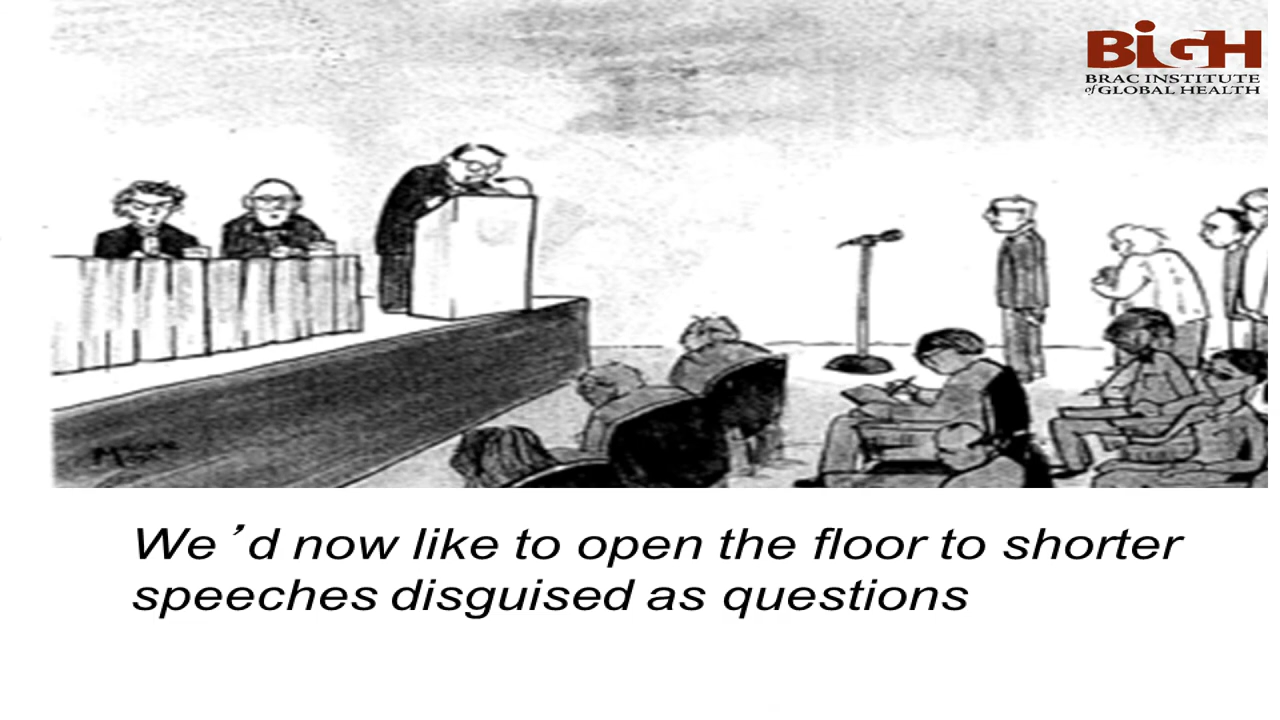 BiGH
BRAC INSTITUTE
of GLOBAL HEALTH
We’d now like to open the floor to shorter
speeches disguised as questions